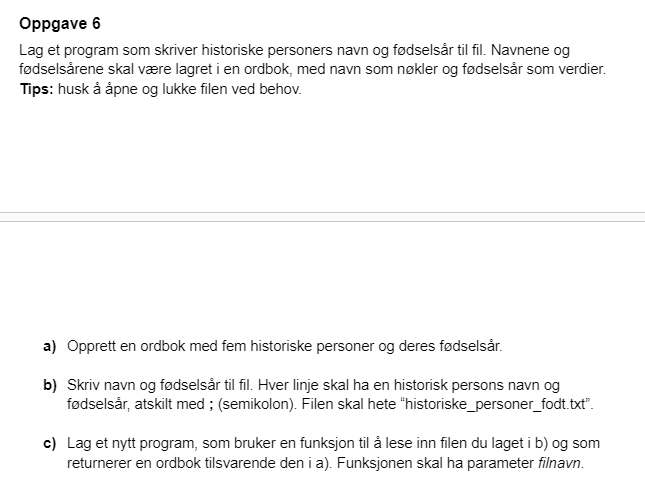 Oppgave 6
Lag et program som skriver historiske personers navn og fødselsår til fil. Navnene og
fødselsårene skal være lagret i en ordbok, med navn som nøkler og fødselsår som verdier.
Tips: husk å åpne og lukke filen ved behov.
a) Opprett en ordbok med fem historiske personer og deres fødselsår.
b) Skriv navn og fødselsår til fil. Hver linje skal ha en historisk persons navn og
fødselsår, atskilt med ; (semikolon). Filen skal hete “historiske_personer_fodt.txt”.
c) Lag et nytt program, som bruker en funksjon til å lese inn filen du laget i b) og som
returnerer en ordbok tilsvarende den i a). Funksjonen skal ha parameter filnavn.